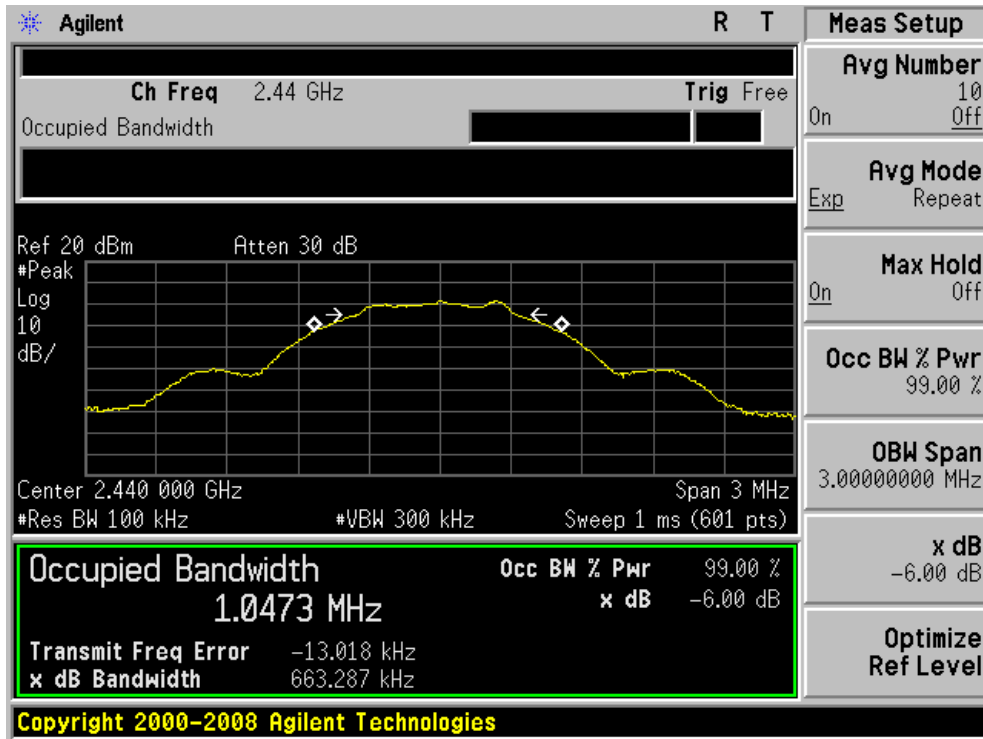 Agilent R T
Ch Freq 2.44 GHz Trig Free
Occupied Bandwidth
Ref 20 dBm Atten 30 dB
#Peak
Log
10
dB/
Center 2.440 000 GHz Span 3 MHz
#Res BW 100 kHz #VBW 300 kHz Sweep 1 ms (601 pts)
Occupied Bandwidth
1.0473 MHz
Occ BW % Pwr 99.00 %
x dB -6.00 dB
Transmit Freq Error -13.018 kHz
x dB Bandwidth 663.287 kHz
Copyright 2000-2008 Agilent Technologies
Meas Setup
Avg Number
10
On Off
Avg Mode
Exp Repeat
Max Hold
On Off
Occ BW % Pwr
99.00 %
OBW Span
3.00000000 MHz
x dB
-6.00 dB
Optimize
Ref Level